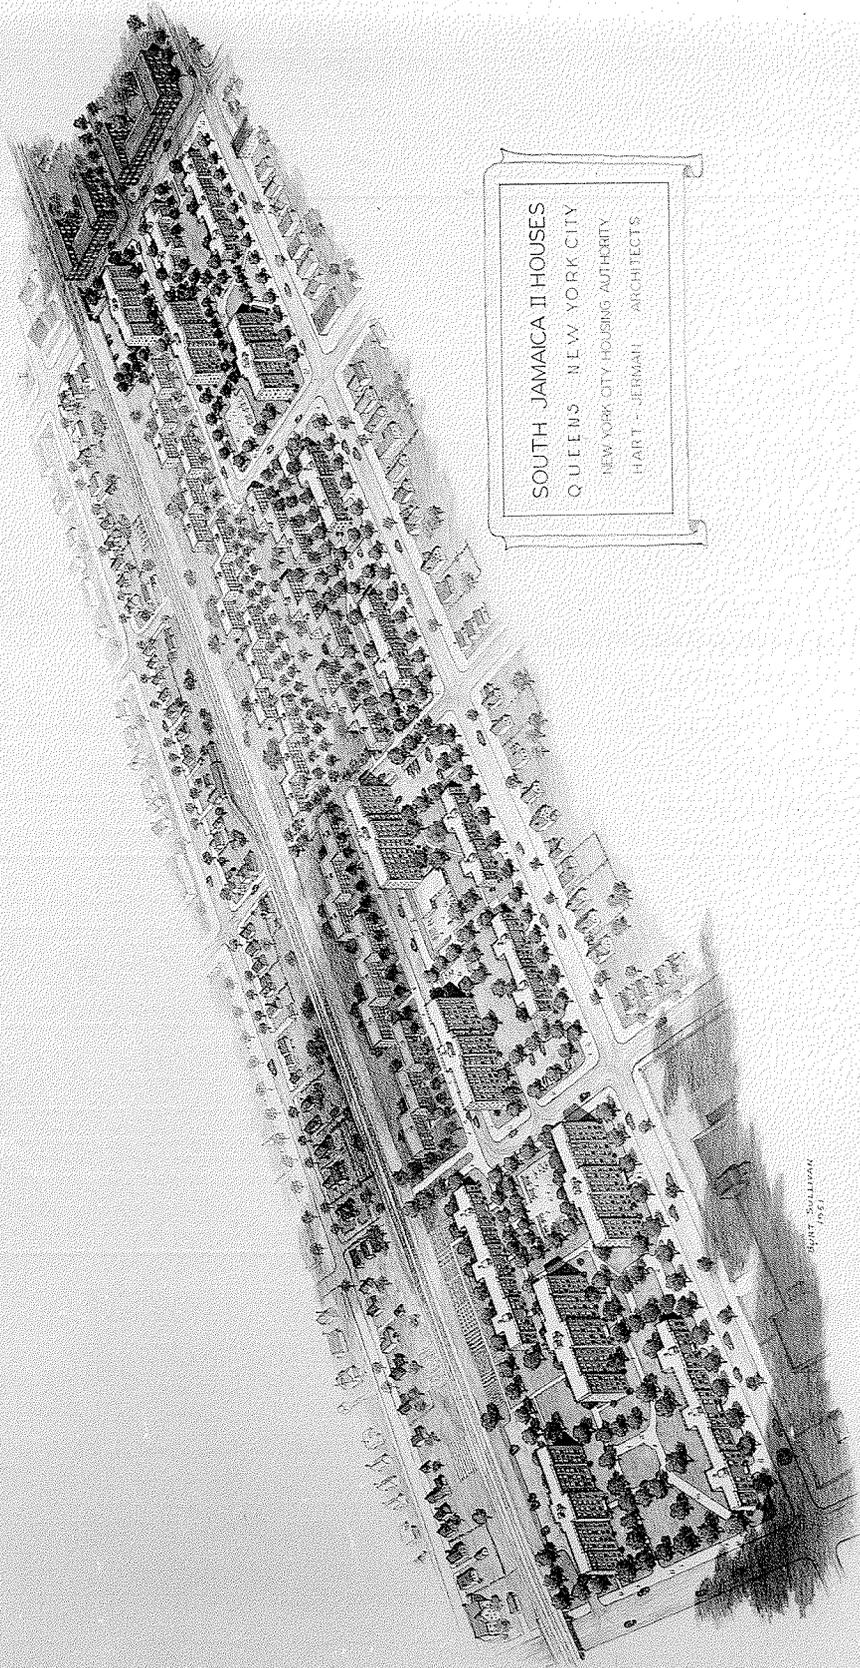 SOUTH JAMAICA II HOUSES
QUEENS NEW YORK CITY
NEW YORK CITY HOUSING AUTHORITY
HART - JERMAN : ARCHITECTS
BURT SULLIVAN
1951